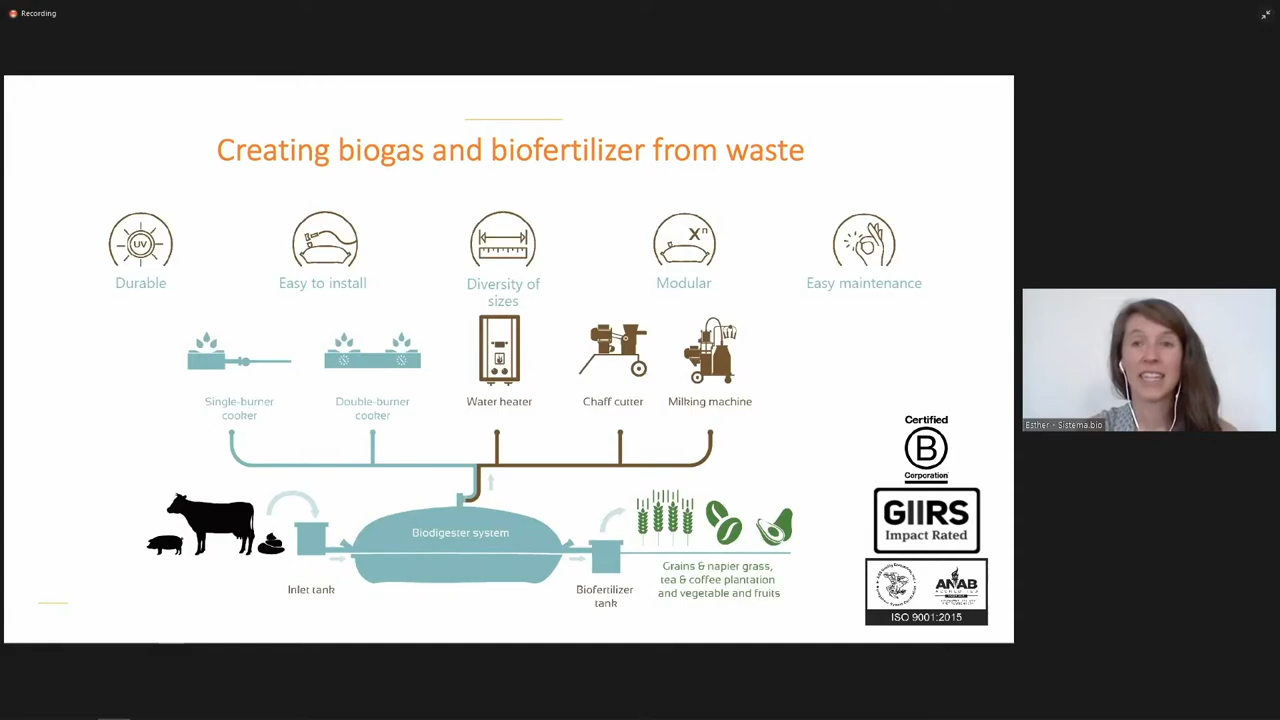 Recording
Creating biogas and biofertilizer from waste
UV
Durable
Easy to install
Diversity of
sizes
Xⁿ
Modular
Easy maintenance
Single-burner
cooker
Double-burner
cooker
Water heater
Chaff cutter
Milking machine
Biodigester system
Inlet tank
Biofertilizer
tank
Grains & napier grass,
tea & coffee plantation
and vegetable and fruits
Certified
B
Corporation
GIIRS
Impact Rated
ANAB
ACCREDITED
ISO 9001:2015
Esther - Sistema.bio